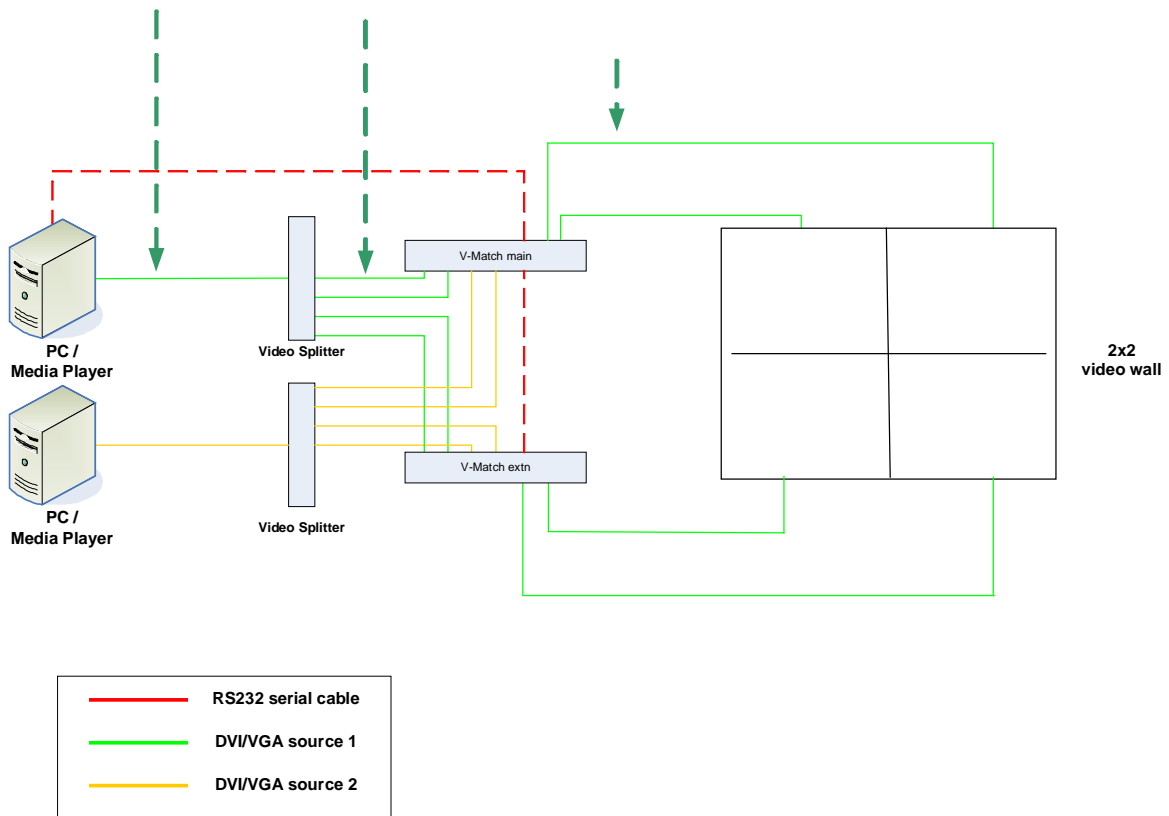 V-Match main
PC /
Media Player
Video Splitter
2x2
video wall
V-Match extn
PC /
Media Player
Video Splitter
RS232 serial cable
DVI/VGA source 1
DVI/VGA source 2